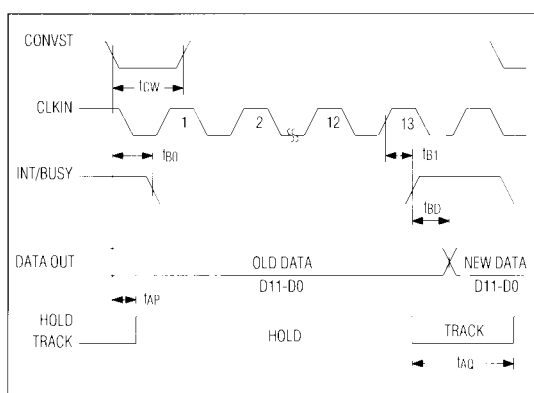 CONVST
tCW
CLKIN
1 2 12 13
tB0 tB1
INT/BUSY
tBD
DATA OUT OLD DATA NEW DATA
D11-D0 D11-D0
tAP
HOLD
TRACK HOLD TRACK
tAQ